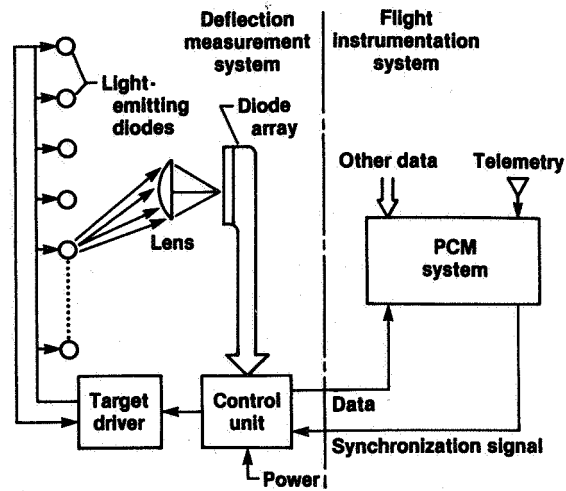 Deflection
measurement
system
Flight
instrumentation
system
Light-
emitting
diodes
Diode
array
Other data
Telemetry
Lens
PCM
system
Target
driver
Control
unit
Data
Synchronization signal
Power